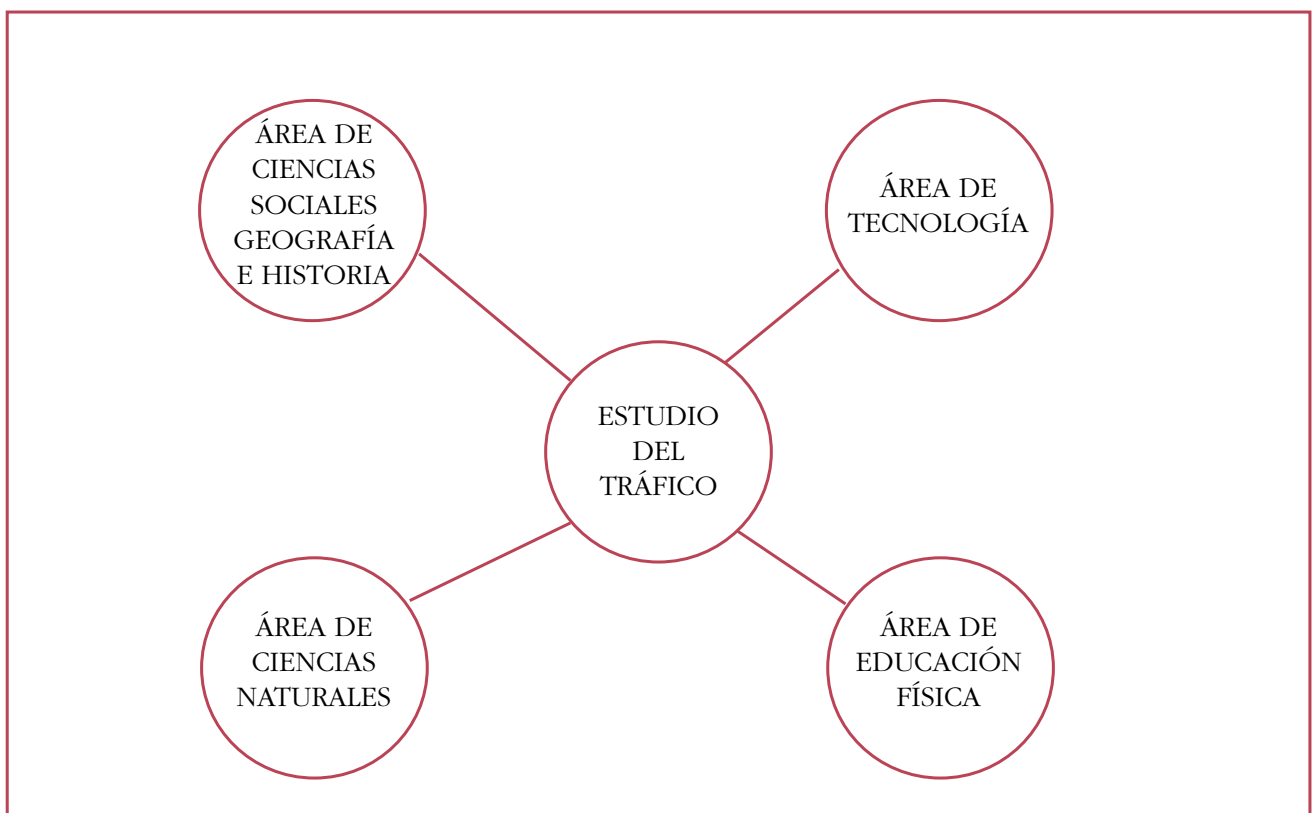 ÁREA DE
CIENCIAS
SOCIALES
GEOGRAFÍA
E HISTORIA
ÁREA DE
TECNOLOGÍA
ESTUDIO
DEL
TRÁFICO
ÁREA DE
CIENCIAS
NATURALES
ÁREA DE
EDUCACIÓN
FÍSICA